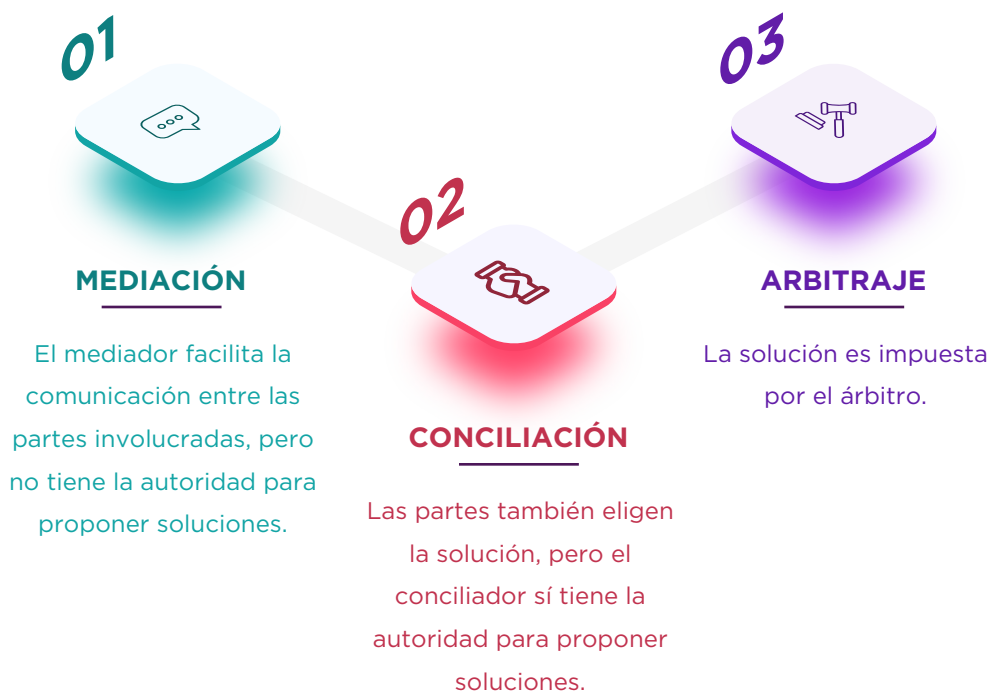 01
MEDIACIÓN
El mediador facilita la
comunicación entre las
partes involucradas, pero
no tiene la autoridad para
proponer soluciones.
02
CONCILIACIÓN
Las partes también eligen
la solución, pero el
conciliador sí tiene la
autoridad para proponer
soluciones.
03
ARBITRAJE
La solución es impuesta
por el árbitro.